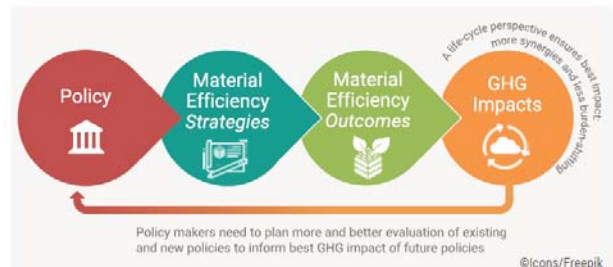 Policy
Material
Efficiency
Strategies
Material
Efficiency
Outcomes
GHG
Impacts
A life-cycle perspective ensures best impact:
more synergies and less burden-shifting
Policy makers need to plan more and better evaluation of existing
and new policies to inform best GHG impact of future policies
©Icons/Freepik